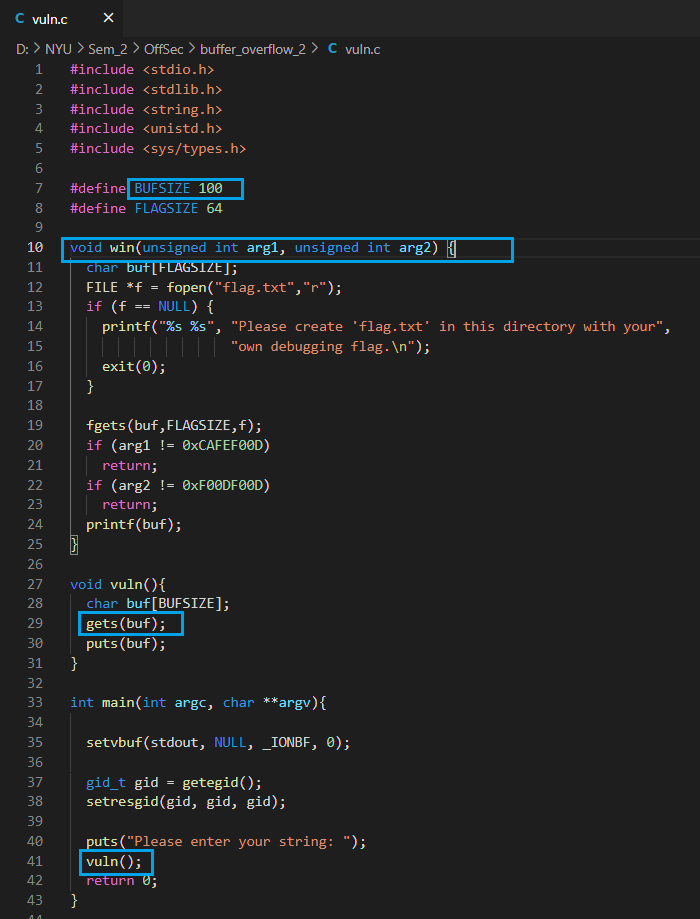 C vuln.c ×
D: > NYU > Sem_2 > OffSec > buffer_overflow_2 > C vuln.c
1 #include <stdio.h>
2 #include <stdlib.h>
3 #include <string.h>
4 #include <unistd.h>
5 #include <sys/types.h>
6
7 #define BUFSIZE 100
8 #define FLAGSIZE 64
9
10 void win(unsigned int arg1, unsigned int arg2) {
11   char buf[FLAGSIZE];
12   FILE *f = fopen("flag.txt","r");
13   if (f == NULL) {
14     printf("%s %s", "Please create 'flag.txt' in this directory with your",
15                     "own debugging flag.\n");
16     exit(0);
17   }
18
19   fgets(buf,FLAGSIZE,f);
20   if (arg1 != 0xCAFEF00D)
21     return;
22   if (arg2 != 0xF00DF00D)
23     return;
24   printf(buf);
25 }
26
27 void vuln(){
28   char buf[BUFSIZE];
29   gets(buf);
30   puts(buf);
31 }
32
33 int main(int argc, char **argv){
34
35   setvbuf(stdout, NULL, _IONBF, 0);
36
37   gid_t gid = getegid();
38   setresgid(gid, gid, gid);
39
40   puts("Please enter your string: ");
41   vuln();
42   return 0;
43 }
44